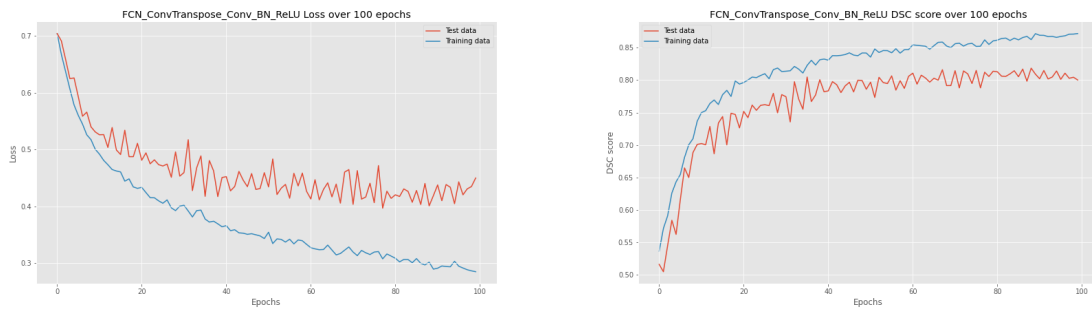 FCN_ConvTranspose_Conv_BN_ReLU Loss over 100 epochs
Test data
Training data
0.7
0.6
0.5
0.4
0.3
Loss
0
20
40
60
80
100
Epochs
FCN_ConvTranspose_Conv_BN_ReLU DSC score over 100 epochs
Test data
Training data
0.85
0.80
0.75
0.70
0.65
0.60
0.55
0.50
DSC score
0
20
40
60
80
100
Epochs